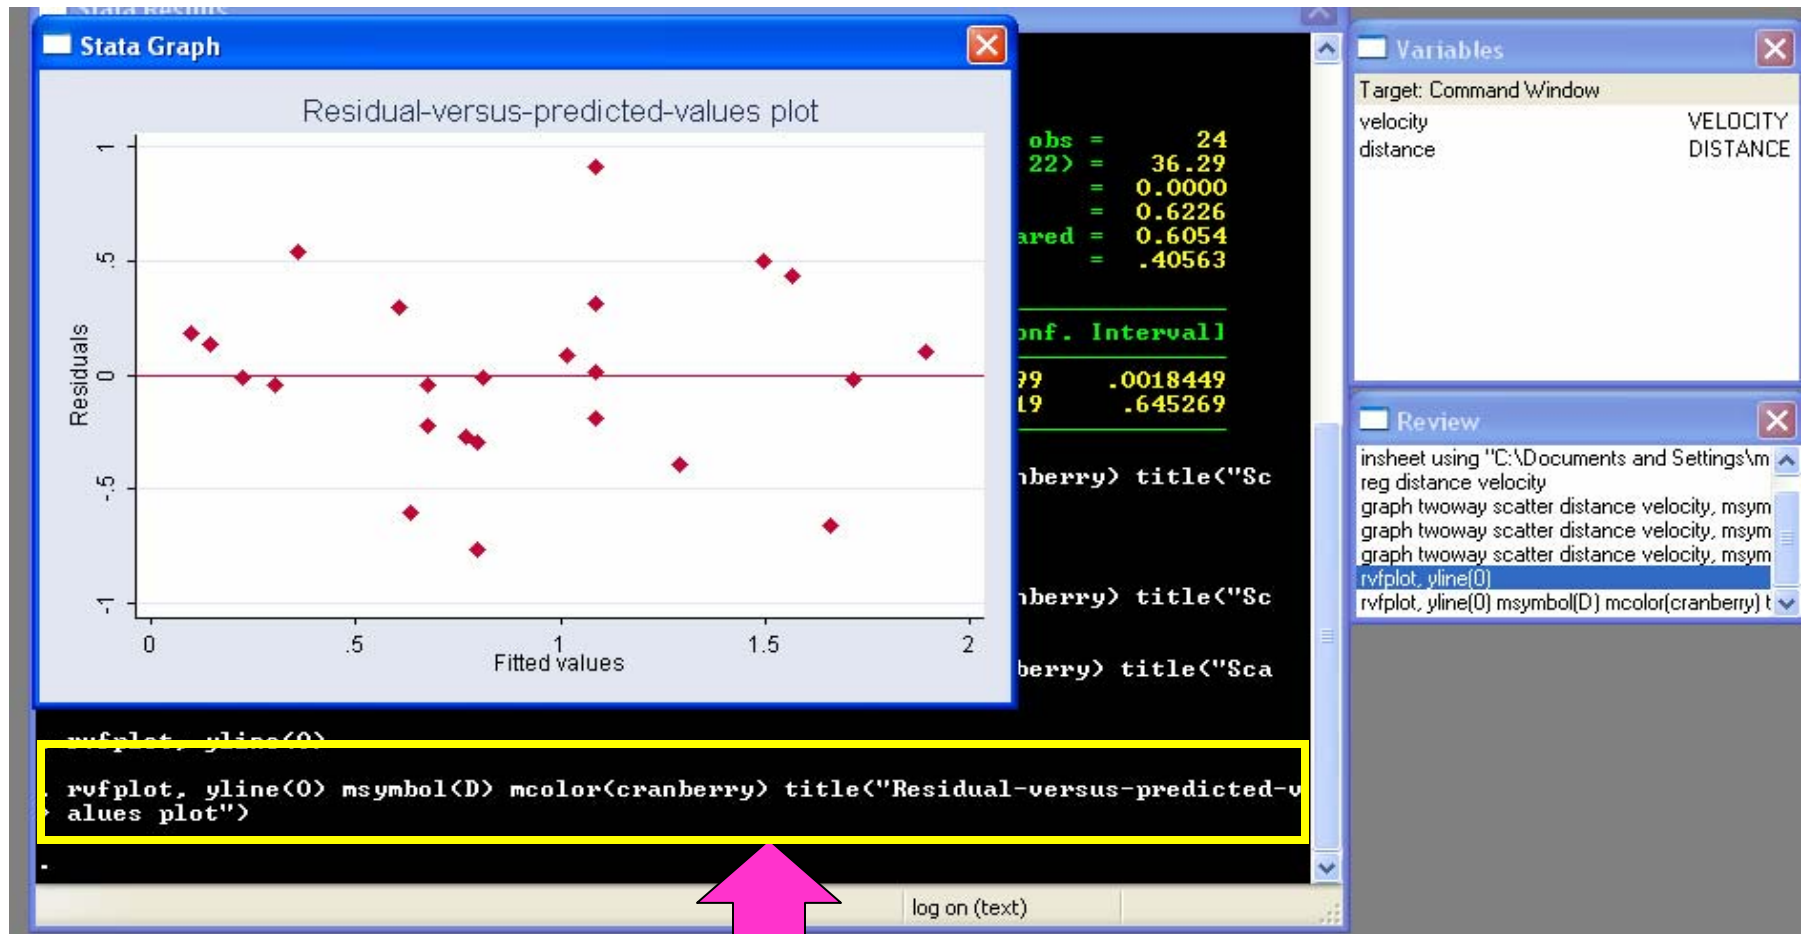 Stata Results
Stata Graph
Residual-versus-predicted-values plot
1
.5
0
-.5
-1
Residuals
0 .5 1 1.5 2
Fitted values
obs = 24
22) = 36.29
= 0.0000
= 0.6226
ared = 0.6054
= .40563
onf. Interval]
99 .0018449
19 .645269
nberry) title("Sc
nberry) title("Sc
berry) title("Sca
rvfplot, yline(0)
. rvfplot, yline(0) msymbol(D) mcolor(cranberry) title("Residual-versus-predicted-v
> alues plot")
.
log on (text)
Variables
Target: Command Window
velocity VELOCITY
distance DISTANCE
Review
insheet using "C:\Documents and Settings\m
reg distance velocity
graph twoway scatter distance velocity, msym
graph twoway scatter distance velocity, msym
graph twoway scatter distance velocity, msym
rvfplot, yline(0)
rvfplot, yline(0) msymbol(D) mcolor(cranberry) t